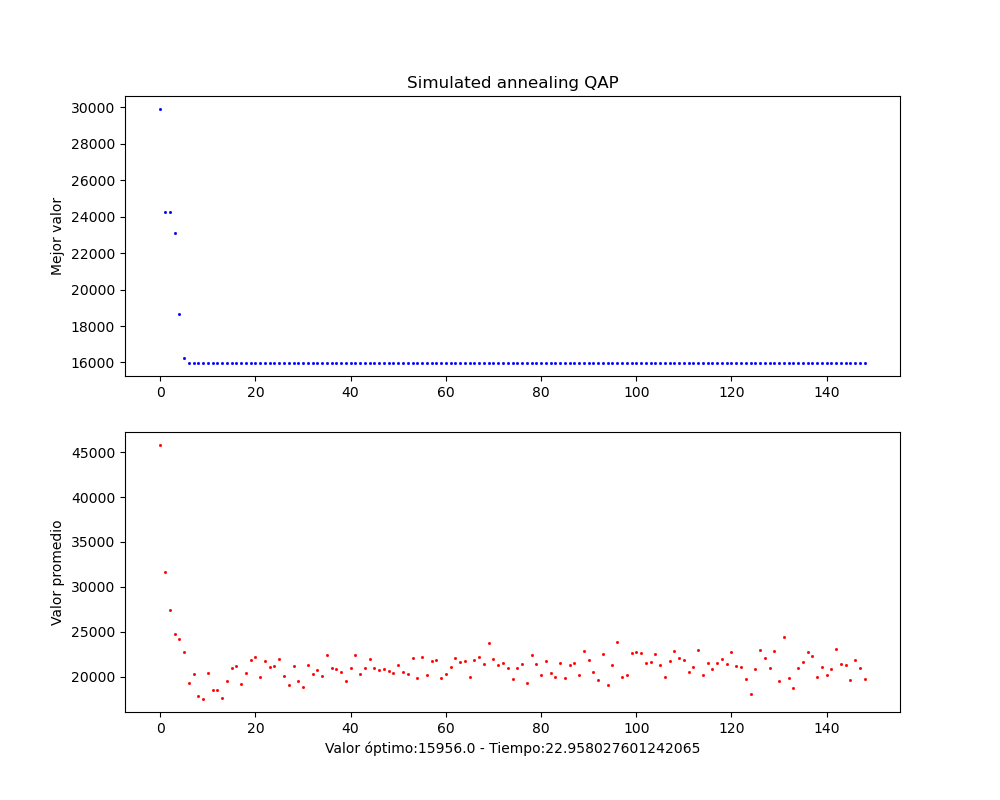 Simulated annealing QAP
30000
28000
26000
24000
22000
20000
18000
16000
Mejor valor
0 20 40 60 80 100 120 140
45000
40000
35000
30000
25000
20000
Valor promedio
0 20 40 60 80 100 120 140
Valor óptimo:15956.0 - Tiempo:22.958027601242065